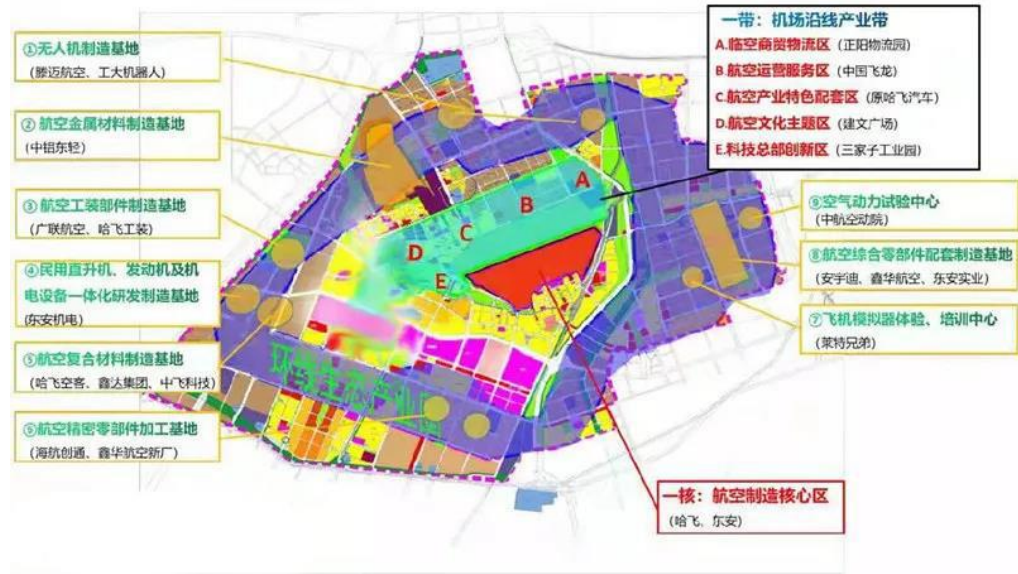 ①无人机制造基地
(滕迈航空、工大机器人)
②航空金属材料制造基地
(中铝东轻)
③航空工装部件制造基地
(广联航空、哈飞工装)
④民用直升机、发动机及机
电设备一体化研发制造基地
(东安机电)
⑤航空复合材料制造基地
(哈飞空客、鑫达集团、中飞科技)
⑥航空精密零部件加工基地
(海航创通、鑫华航空新厂)
一带：机场沿线产业带
A.临空商贸物流区 (正阳物流园)
B.航空运营服务区 (中国飞龙)
C.航空产业特色配套区 (原哈飞汽车)
D.航空文化主题区 (建文广场)
E.科技总部创新区 (三家子工业园)
⑨空气动力试验中心
(中航空动院)
⑧航空综合零部件配套制造基地
(安宇迪、鑫华航空、东安实业)
⑦飞机模拟器体验、培训中心
(莱特兄弟)
A
B
C
D
E
环线生态产业园
一核：航空制造核心区
(哈飞、东安)